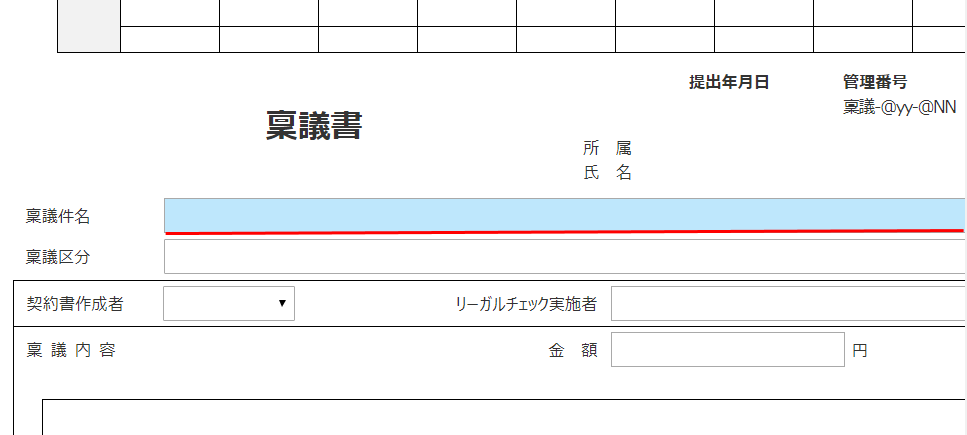 提出年月日 管理番号
稟議-@yy-@NN
稟議書
所 属
氏 名
稟議件名
稟議区分
契約書作成者 リーガルチェック実施者
稟 議 内 容 金 額 円